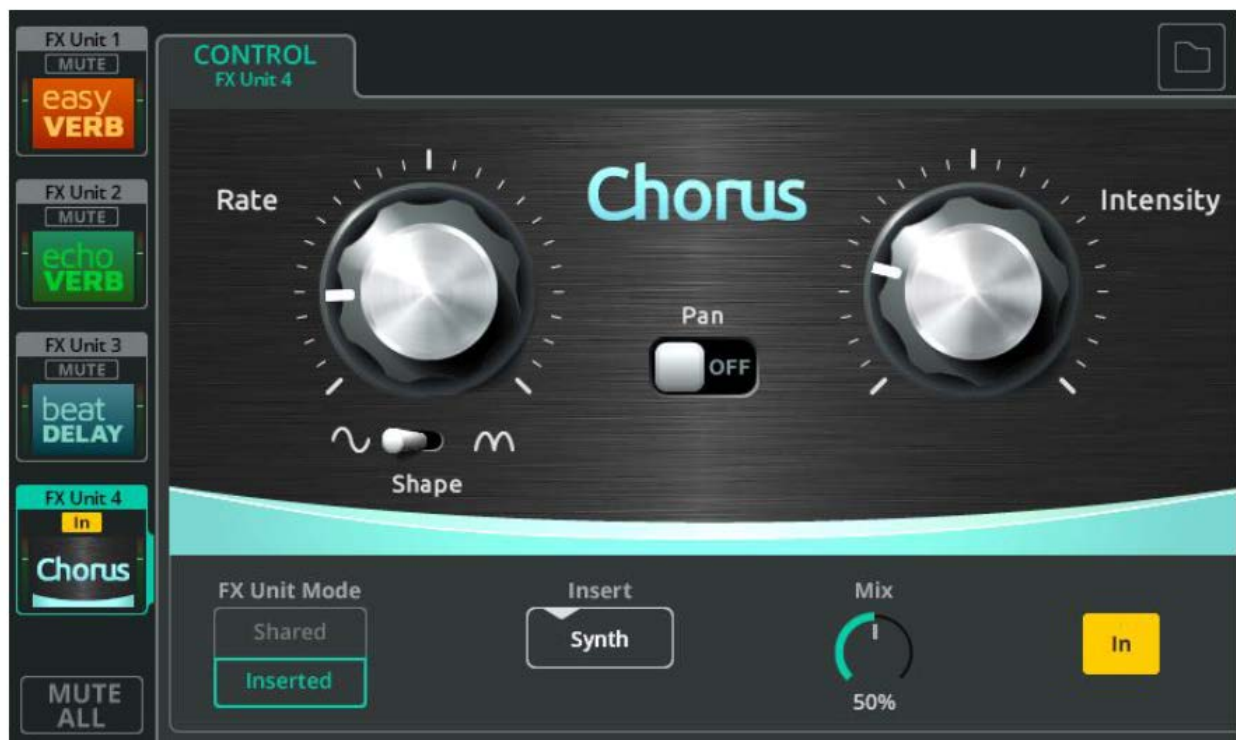 FX Unit 1
MUTE
easy
VERB
FX Unit 2
MUTE
echo
VERB
FX Unit 3
MUTE
beat
DELAY
FX Unit 4
In
Chorus
MUTE
ALL
CONTROL
FX Unit 4
Rate
Chorus
Intensity
Pan
OFF
Shape
FX Unit Mode
Shared
Inserted
Insert
Synth
Mix
50%
In